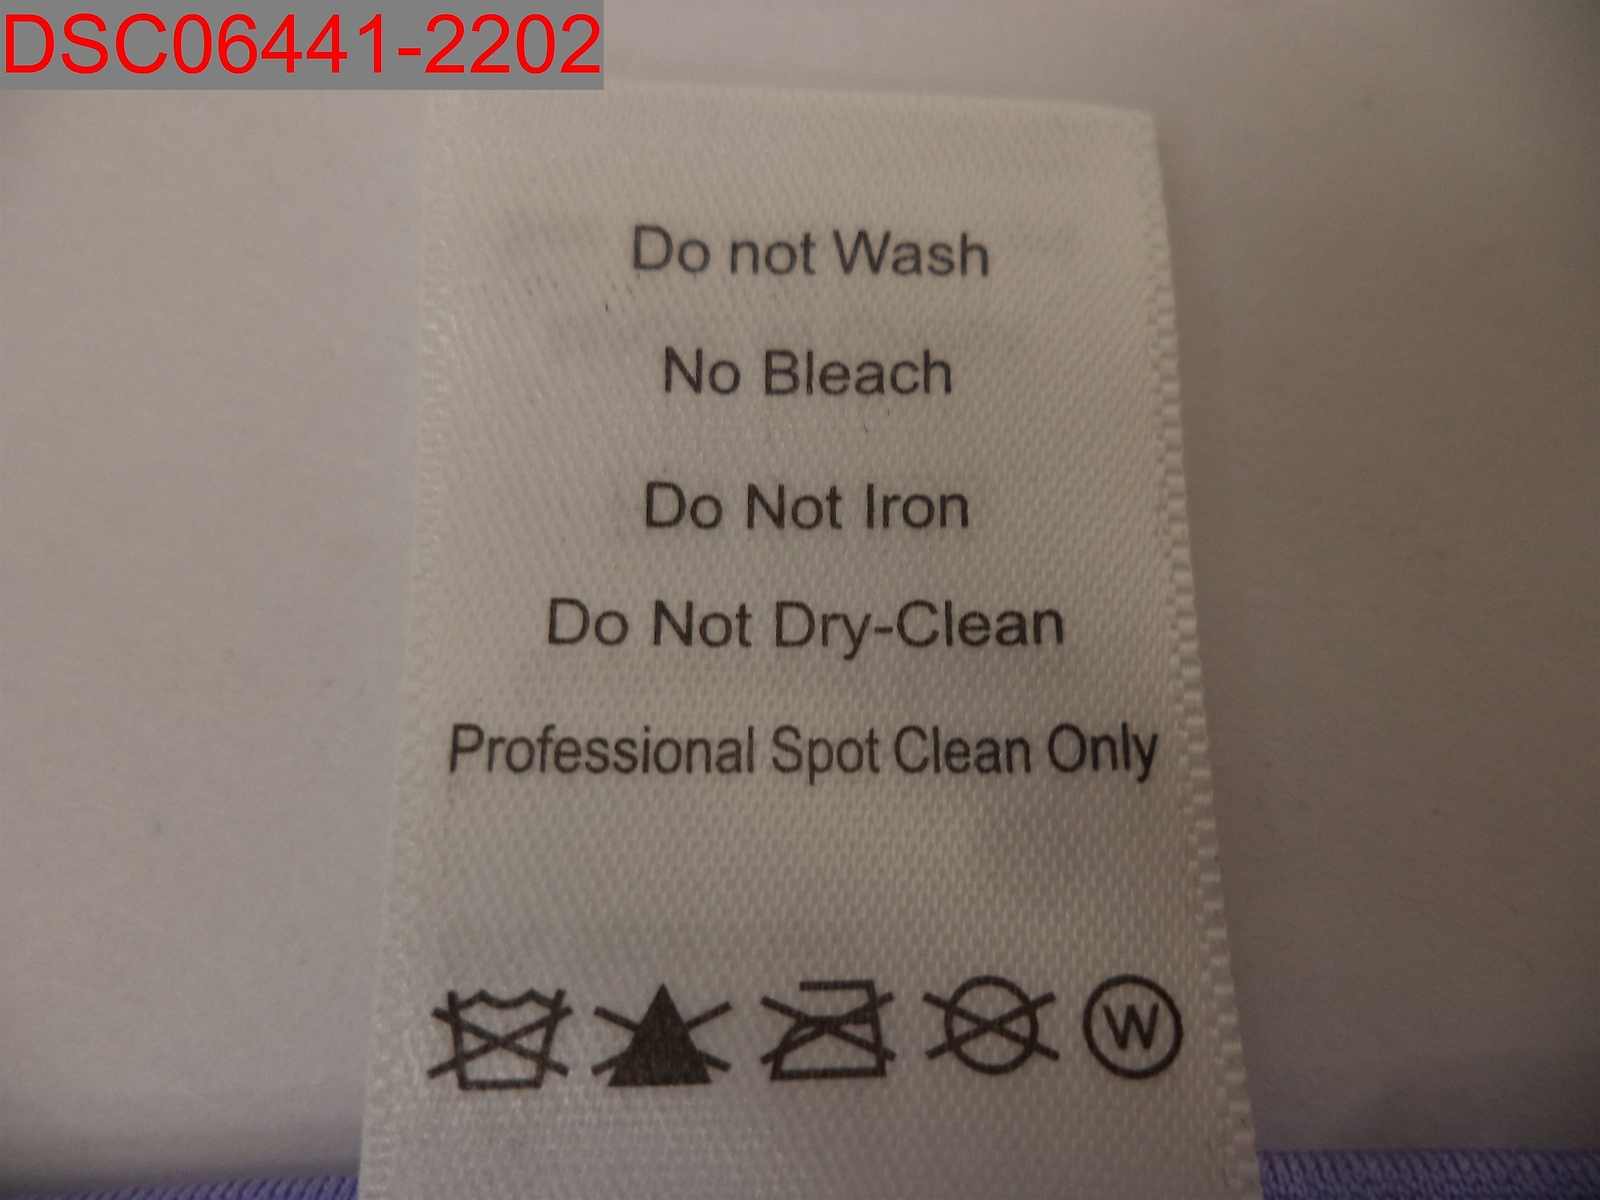 DSC06441-2202
Do not Wash
No Bleach
Do Not Iron
Do Not Dry-Clean
Professional Spot Clean Only
W